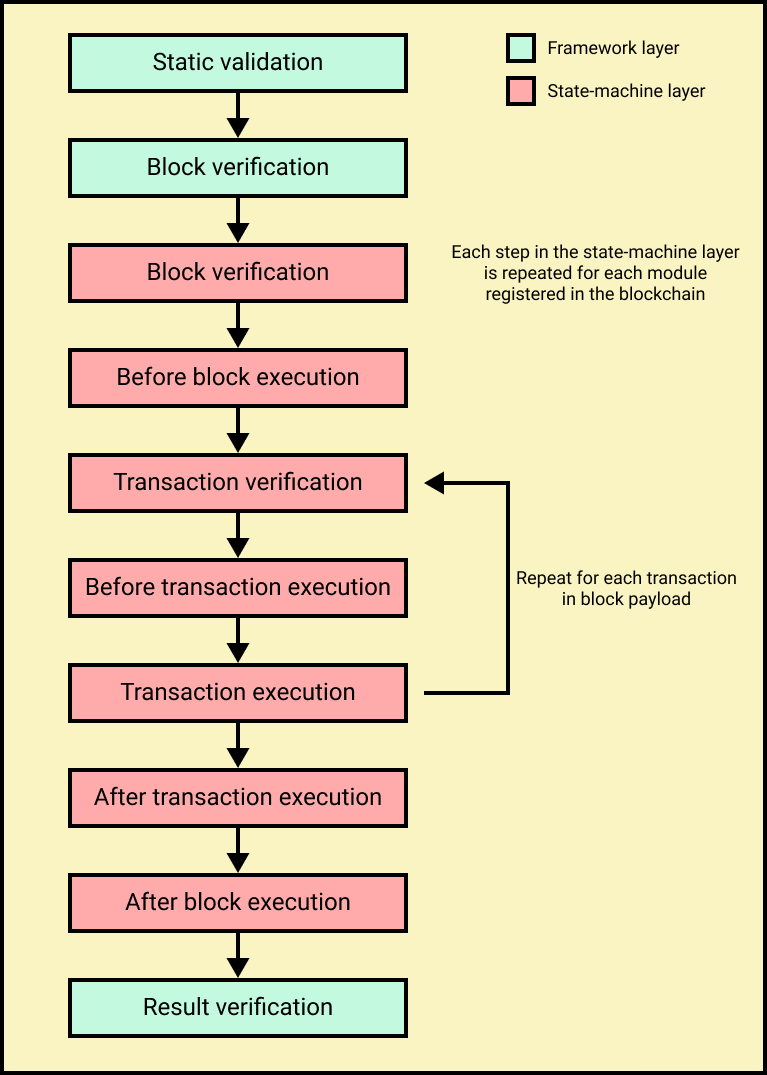 Static validation
Framework layer
State-machine layer
Block verification
Block verification
Each step in the state-machine layer
is repeated for each module
registered in the blockchain
Before block execution
Transaction verification
Before transaction execution
Repeat for each transaction
in block payload
Transaction execution
After transaction execution
After block execution
Result verification